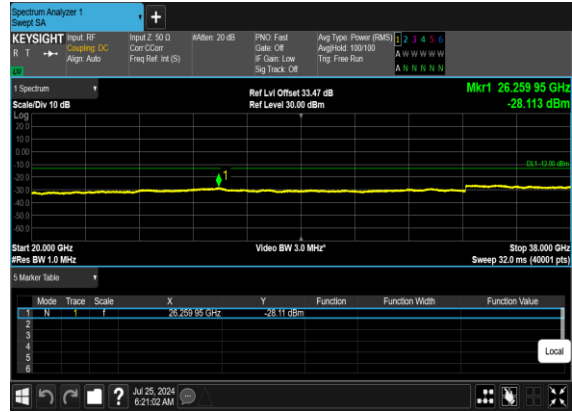 Spectrum Analyzer 1
Swept SA
+
KEYSIGHT Input: RF Input Z: 50 Ω #Atten: 20 dB PNO: Fast Avg Type: Power (RMS) 1 2 3 4 5 6
R T Coupling: DC Corr CCorr Gate: Off Avg|Hold: 100/100 A W W W W W
Align: Auto Freq Ref: Int (S) IF Gain: Low Trig: Free Run
Sig Track: Off A N N N N N
1 Spectrum
Ref Lvl Offset 33.47 dB Mkr1 26.259 95 GHz
Scale/Div 10 dB Ref Level 30.00 dBm -28.113 dBm
Log
20.0
10.0
0.00
-10.0 DL1 -13.00 dBm
-20.0 1
-30.0
-40.0
-50.0
-60.0
Start 20.000 GHz Video BW 3.0 MHz* Stop 38.000 GHz
#Res BW 1.0 MHz Sweep 32.0 ms (40001 pts)
5 Marker Table
Mode Trace Scale X Y Function Function Width Function Value
1 N 1 f 26.259 95 GHz -28.11 dBm
2
3
4
5
6
Local
? Jul 25, 2024
6:21:02 AM